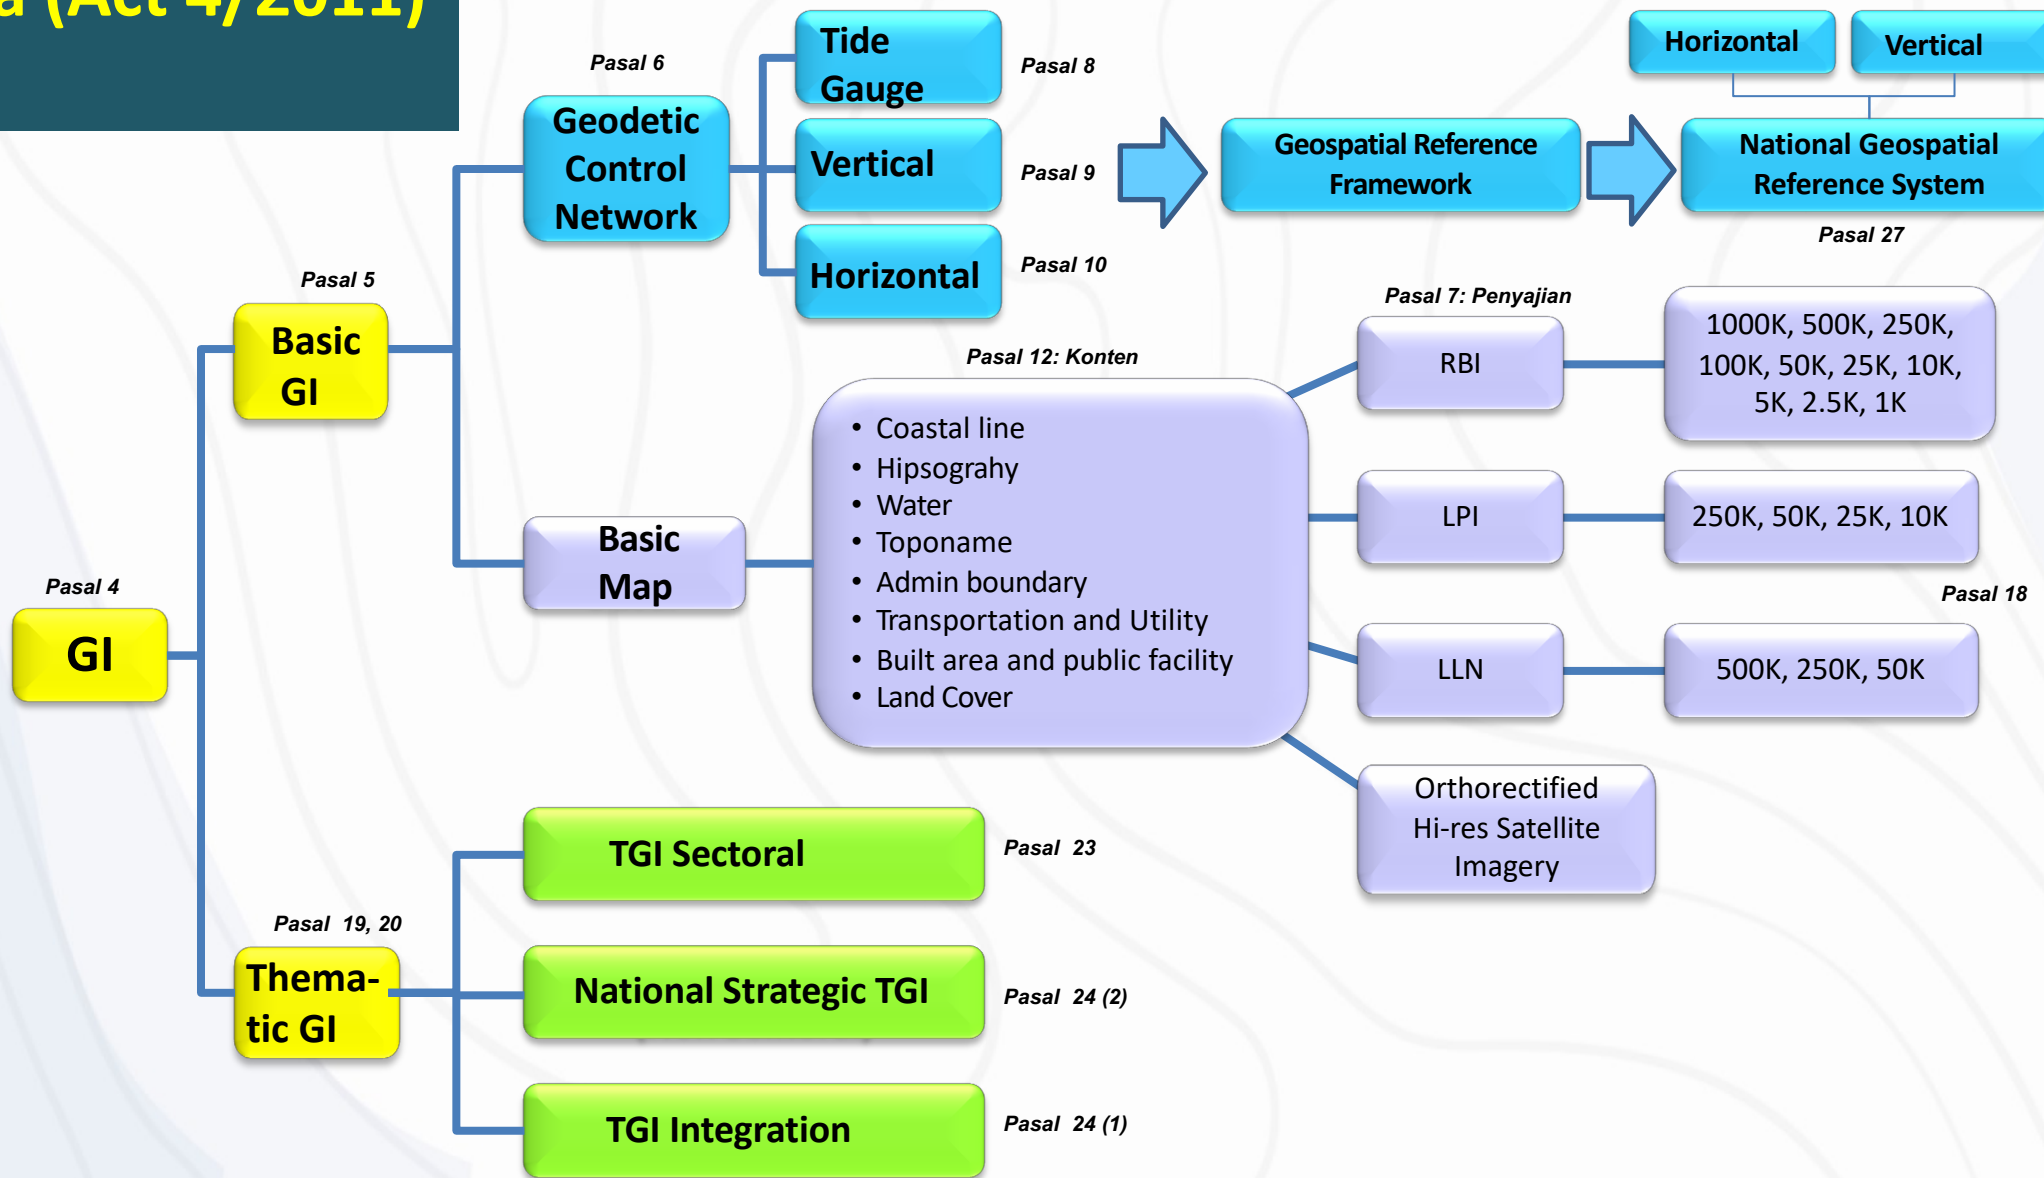 a (Act 4/2011)
Pasal 6
Geodetic
Control
Network
Tide
Gauge
Pasal 8
Vertical
Pasal 9
Horizontal
Pasal 10
Geospatial Reference
Framework
Horizontal
Vertical
National Geospatial
Reference System
Pasal 27
Pasal 5
Basic
GI
Pasal 4
GI
Basic
Map
Pasal 12: Konten
• Coastal line
• Hipsograhy
• Water
• Toponame
• Admin boundary
• Transportation and Utility
• Built area and public facility
• Land Cover
Pasal 7: Penyajian
RBI
1000K, 500K, 250K,
100K, 50K, 25K, 10K,
5K, 2.5K, 1K
LPI
250K, 50K, 25K, 10K
Pasal 18
LLN
500K, 250K, 50K
Orthorectified
Hi-res Satellite
Imagery
Pasal 19, 20
Thema-
tic GI
TGI Sectoral
Pasal 23
National Strategic TGI
Pasal 24 (2)
TGI Integration
Pasal 24 (1)